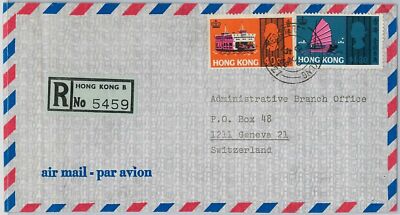 HONG KONG
40c
HONG KONG
R HONG KONG B
No 5459
Administrative Branch Office
P.O. Box 48
1211 Geneva 21
Switzerland
air mail - par avion